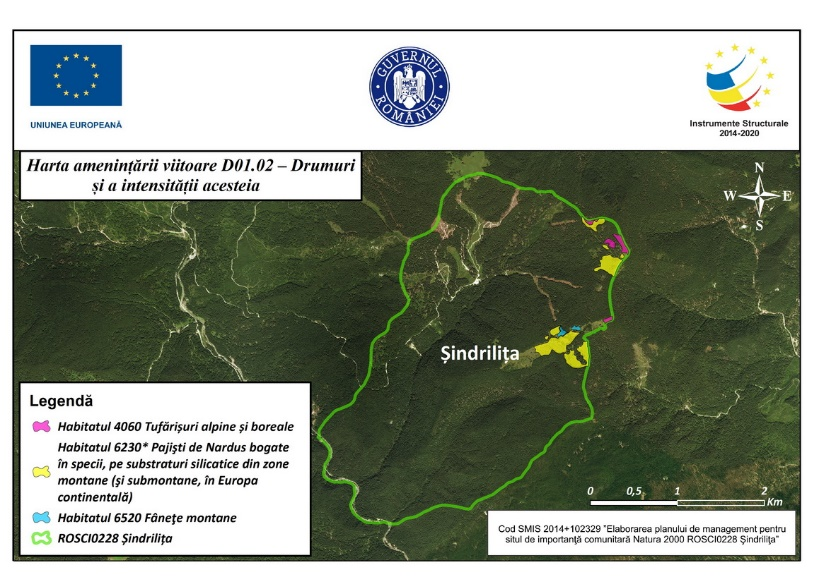 UNIUNEA EUROPEANĂ
GUVERNUL ROMÂNIEI
Instrumente Structurale
2014-2020
Harta amenințării viitoare D01.02 – Drumuri
și a intensității acesteia
N
W
E
S
Șindrilița
Legendă
Habitatul 4060 Tufărișuri alpine și boreale
Habitatul 6230* Pajiști de Nardus bogate
în specii, pe substraturi silicatice din zone
montane (și submontane, în Europa
continentală)
Habitatul 6520 Fânețe montane
ROSCI0228 Șindrilița
0 0,5 1 2
Km
Cod SMIS 2014+102329 "Elaborarea planului de management pentru
situl de importanță comunitară Natura 2000 ROSCI0228 Șindrilița"